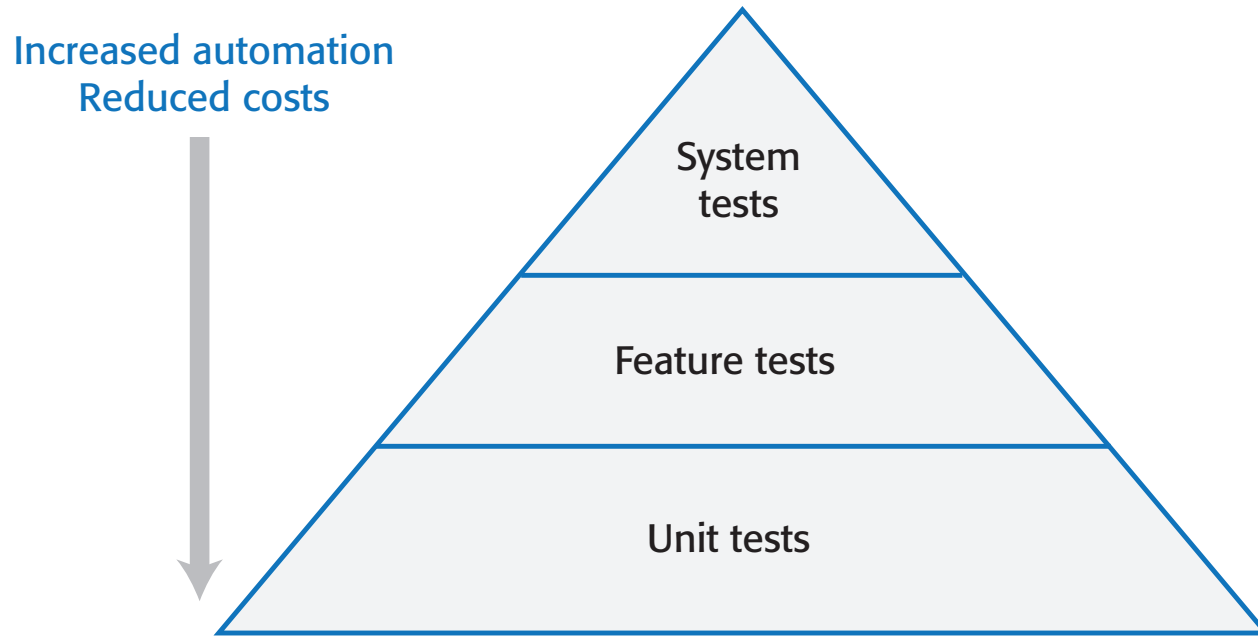 Increased automation
Reduced costs
System
tests
Feature tests
Unit tests